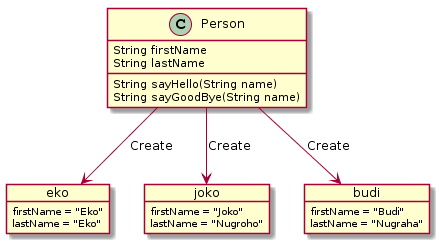 C Person
String firstName
String lastName
String sayHello(String name)
String sayGoodBye(String name)
Create Create Create
eko joko budi
firstName = "Eko" firstName = "Joko" firstName = "Budi"
lastName = "Eko" lastName = "Nugroho" lastName = "Nugraha"